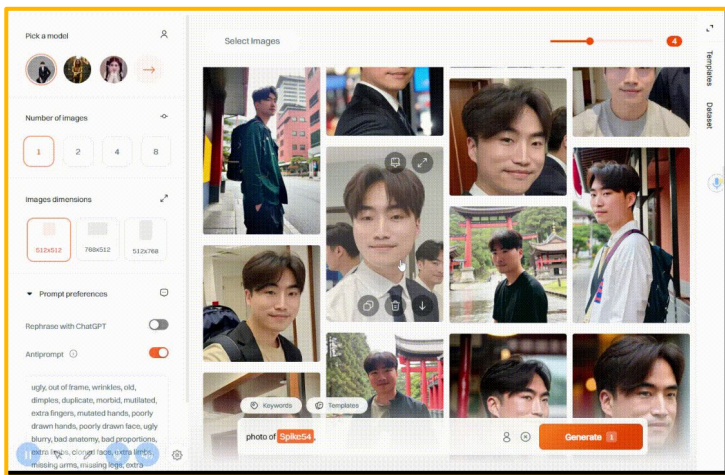 Pick a model
Number of images
1
2
4
8
Images dimensions
512x512
768x512
512x768
Prompt preferences
Rephrase with ChatGPT
Antiprompt
ugly, out of frame, wrinkles, old,
dimples, duplicate, morbid, mutilated,
extra fingers, mutated hands, poorly
drawn hands, poorly drawn face, ugly
blurry, bad anatomy, bad proportions,
extra limbs, cloned face, extra limbs,
missing arms, missing legs, extra
Select Images
4
Keywords
Templates
photo of Spike54.
Generate 1
Templates
Dataset